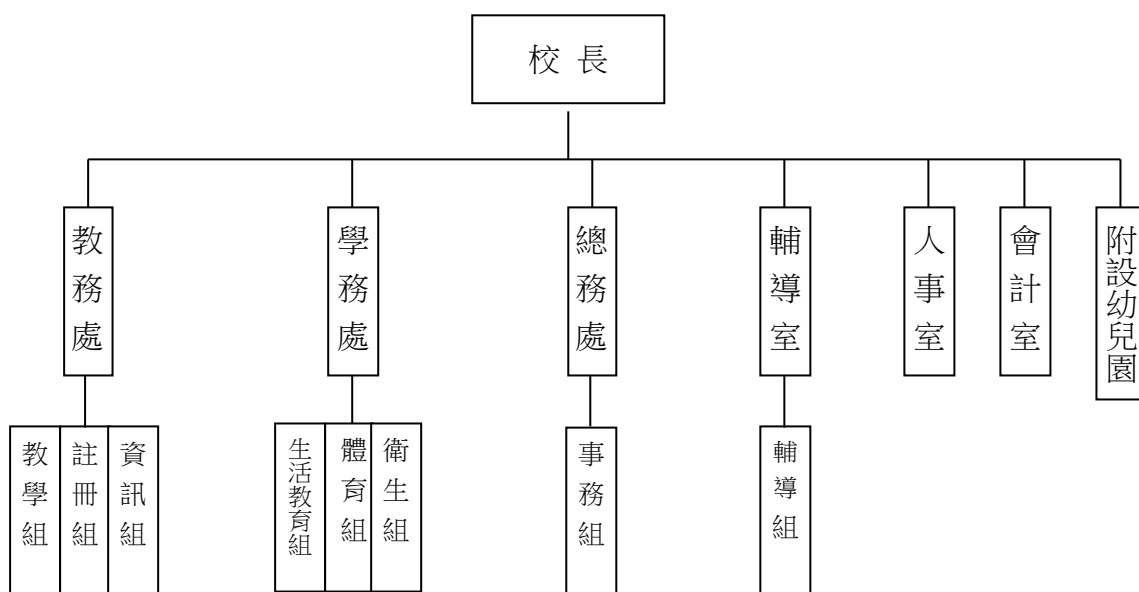 校長
教務處
學務處
總務處
輔導室
人事室
會計室
附設幼兒園
教學組
註冊組
資訊組
生活教育組
體育組
衛生組
事務組
輔導組